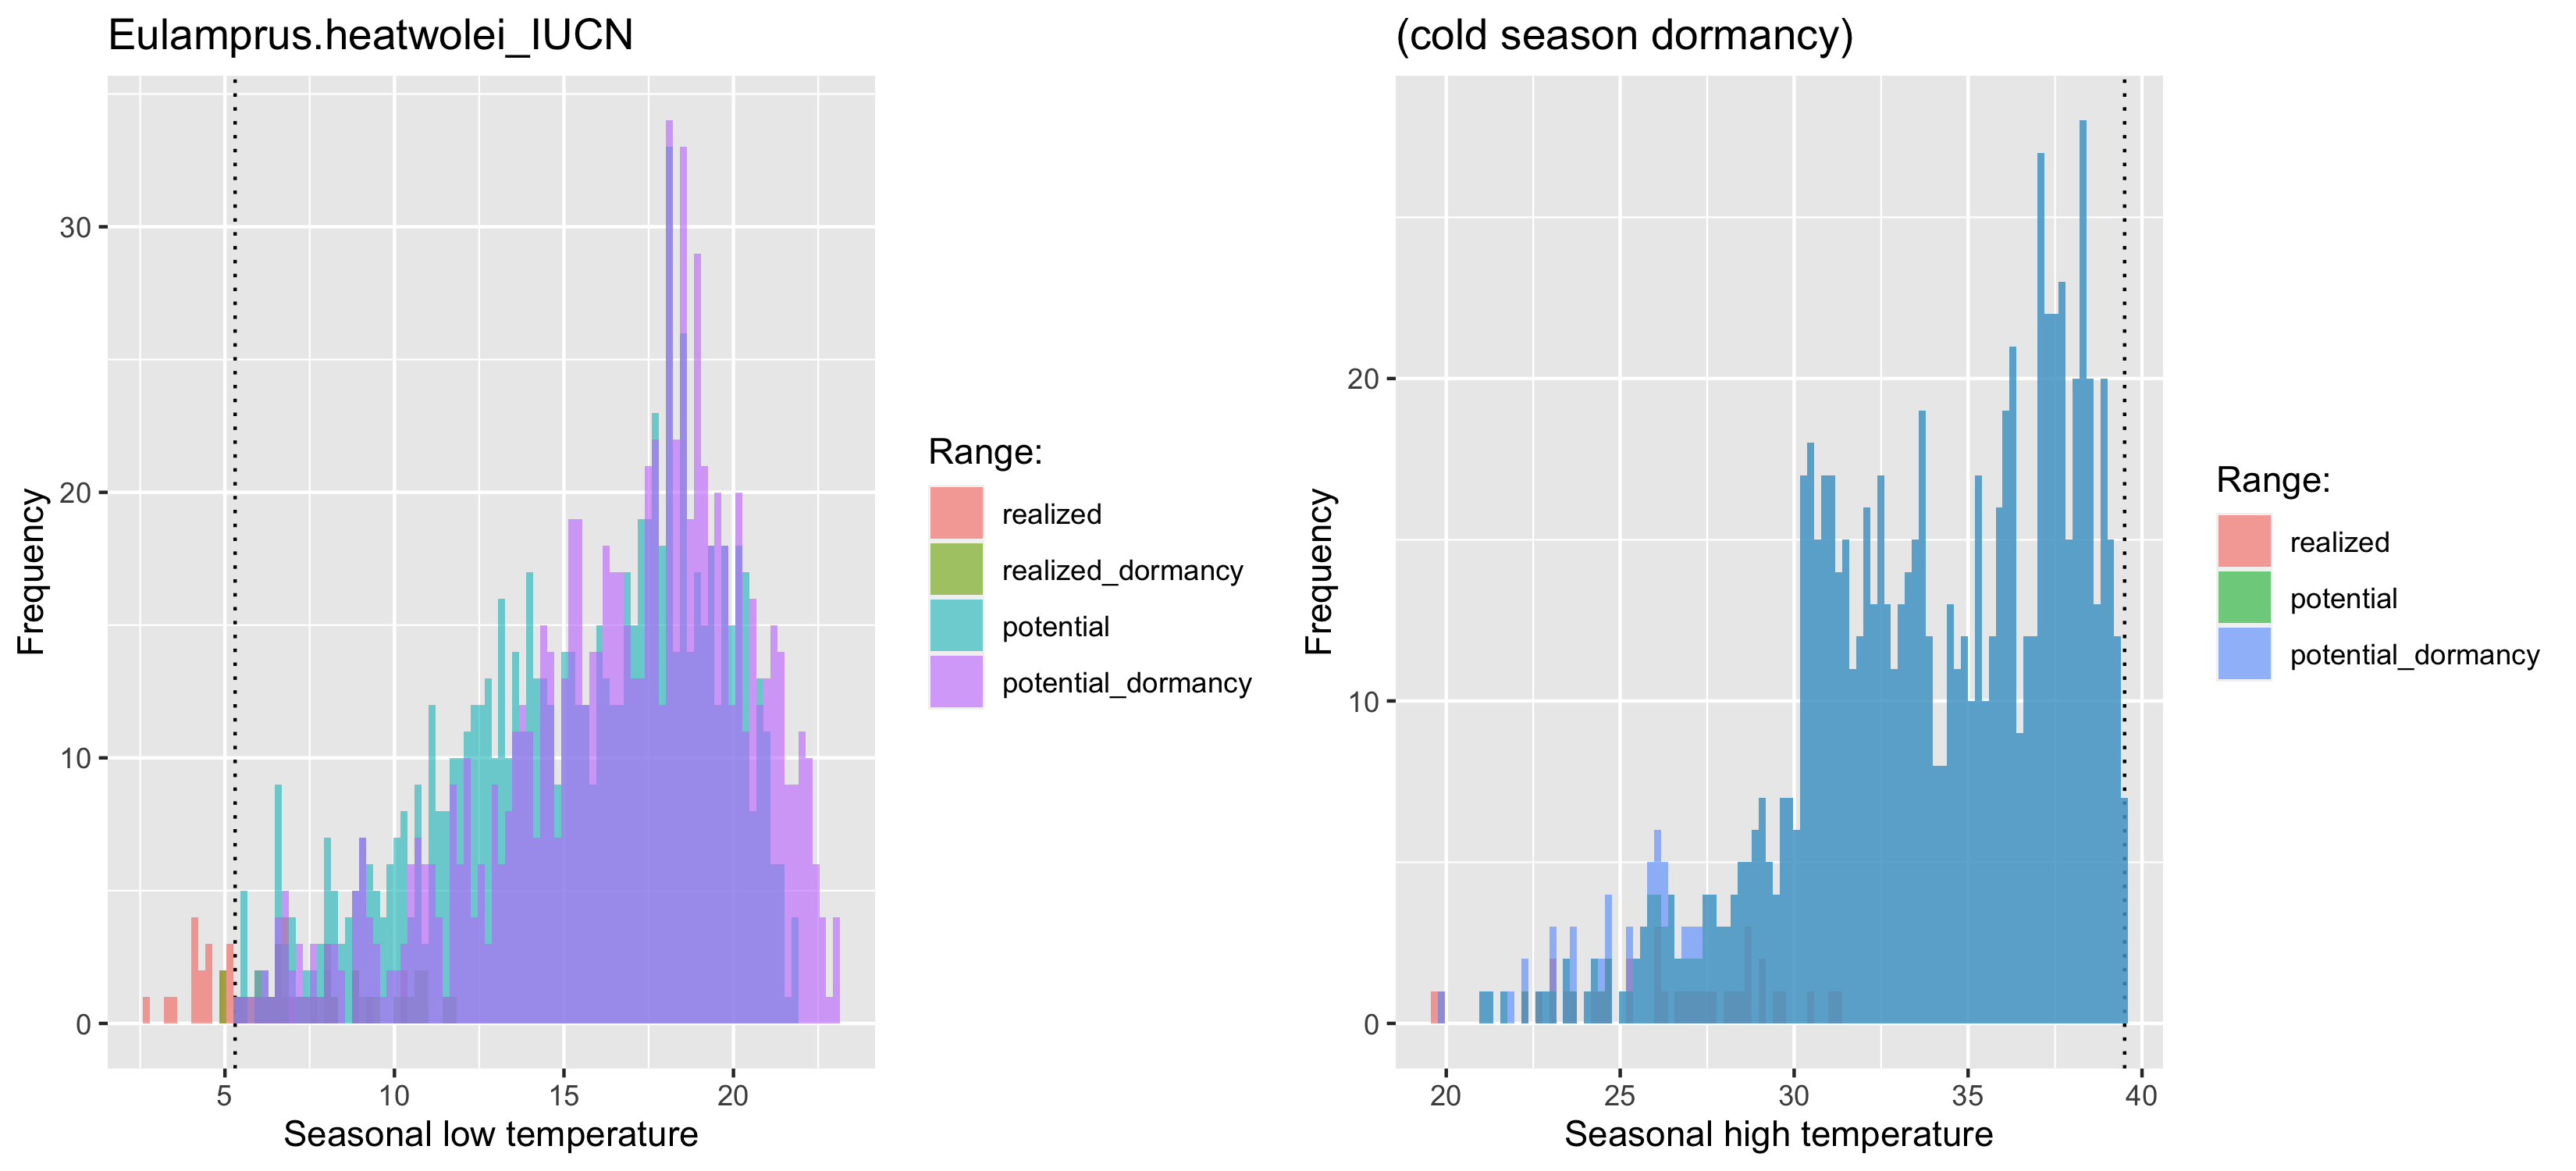 Eulamprus.heatwolei_IUCN
30
20
10
0
Frequency
5 10 15 20
Seasonal low temperature
Range:
realized
realized_dormancy
potential
potential_dormancy
(cold season dormancy)
20
10
0
Frequency
20 25 30 35 40
Seasonal high temperature
Range:
realized
potential
potential_dormancy